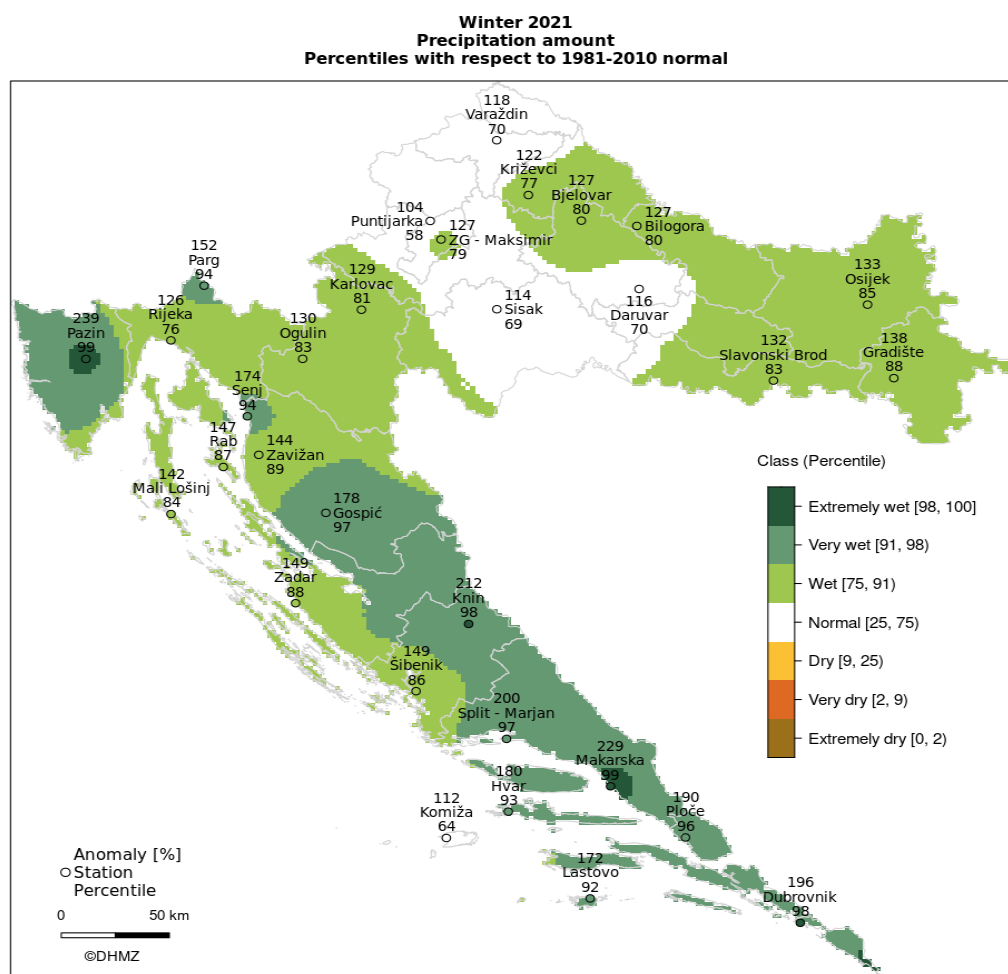 Winter 2021
Precipitation amount
Percentiles with respect to 1981-2010 normal
118
Varaždin
70
122
Križevci
77
127
Bjelovar
80
104
Puntijarka
58
127
ZG - Maksimir
79
127
Bilogora
80
152
Parg
94
129
Karlovac
81
133
Osijek
85
126
Rijeka
76
114
Sisak
69
116
Daruvar
70
239
Pazin
99
130
Ogulin
83
132
Slavonski Brod
83
138
Gradište
88
174
Senj
94
147
Rab
87
144
Zavižan
89
142
Mali Lošinj
84
178
Gospić
97
149
Zadar
88
212
Knin
98
149
Šibenik
86
200
Split - Marjan
97
229
Makarska
99
180
Hvar
93
112
Komiža
64
190
Ploče
96
172
Lastovo
92
196
Dubrovnik
98
Class (Percentile)
Extremely wet [98, 100]
Very wet [91, 98)
Wet [75, 91)
Normal [25, 75)
Dry [9, 25)
Very dry [2, 9)
Extremely dry [0, 2)
Anomaly [%]
Station
Percentile
0 50 km
©DHMZ